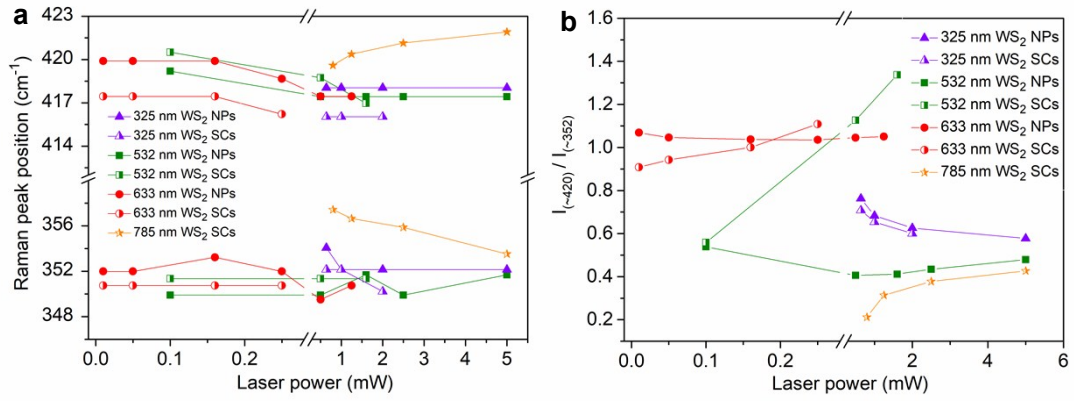 a
423
420
417
414
356
352
348
Raman peak position (cm⁻¹)
325 nm WS₂ NPs
325 nm WS₂ SCs
532 nm WS₂ NPs
532 nm WS₂ SCs
633 nm WS₂ NPs
633 nm WS₂ SCs
785 nm WS₂ SCs
0.0 0.1 0.2 1 2 3 4 5
Laser power (mW)
b
1.6
1.4
1.2
1.0
0.8
0.6
0.4
0.2
I(~420) / I(~352)
325 nm WS₂ NPs
325 nm WS₂ SCs
532 nm WS₂ NPs
532 nm WS₂ SCs
633 nm WS₂ NPs
633 nm WS₂ SCs
785 nm WS₂ SCs
0.0 0.1 0.2 2 4 6
Laser power (mW)